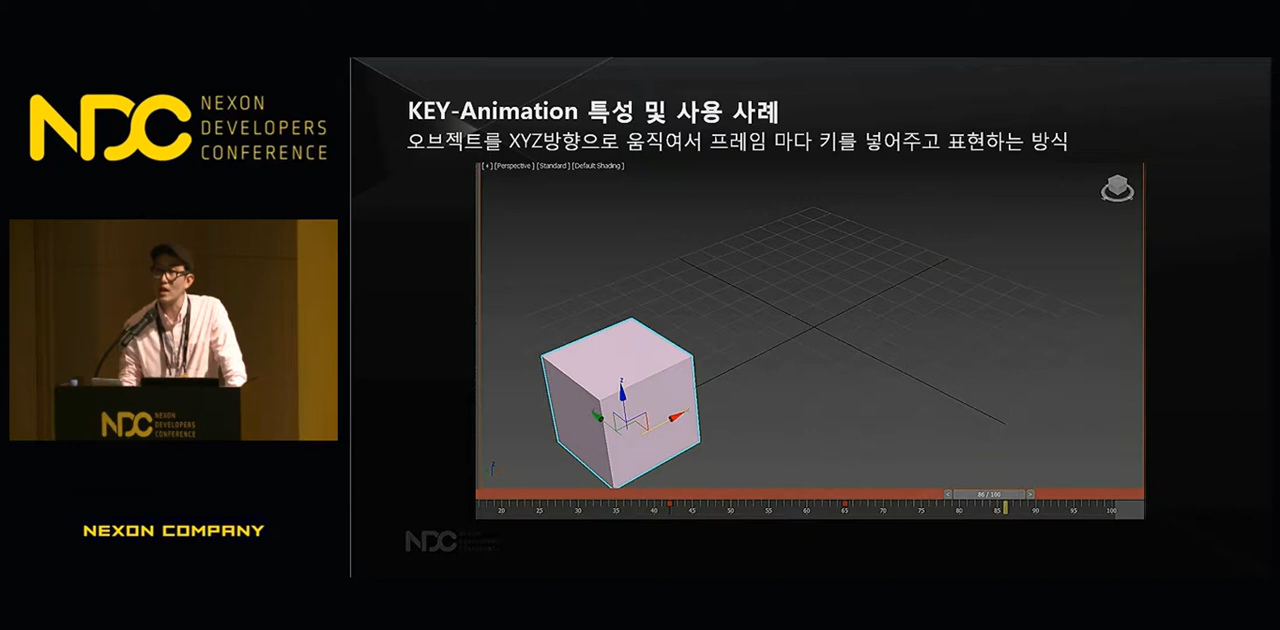 NDC
NEXON
DEVELOPERS
CONFERENCE
NDC
NEXON
DEVELOPERS
CONFERENCE
NEXON COMPANY
KEY-Animation 특성 및 사용 사례
오브젝트를 XYZ방향으로 움직여서 프레임 마다 키를 넣어주고 표현하는 방식
[ + ] [Perspective ] [Standard ] [Default Shading ]
z
z
< 86 / 100 >
20 25 30 35 40 45 50 55 60 65 70 75 80 85 90 95 100
NDC